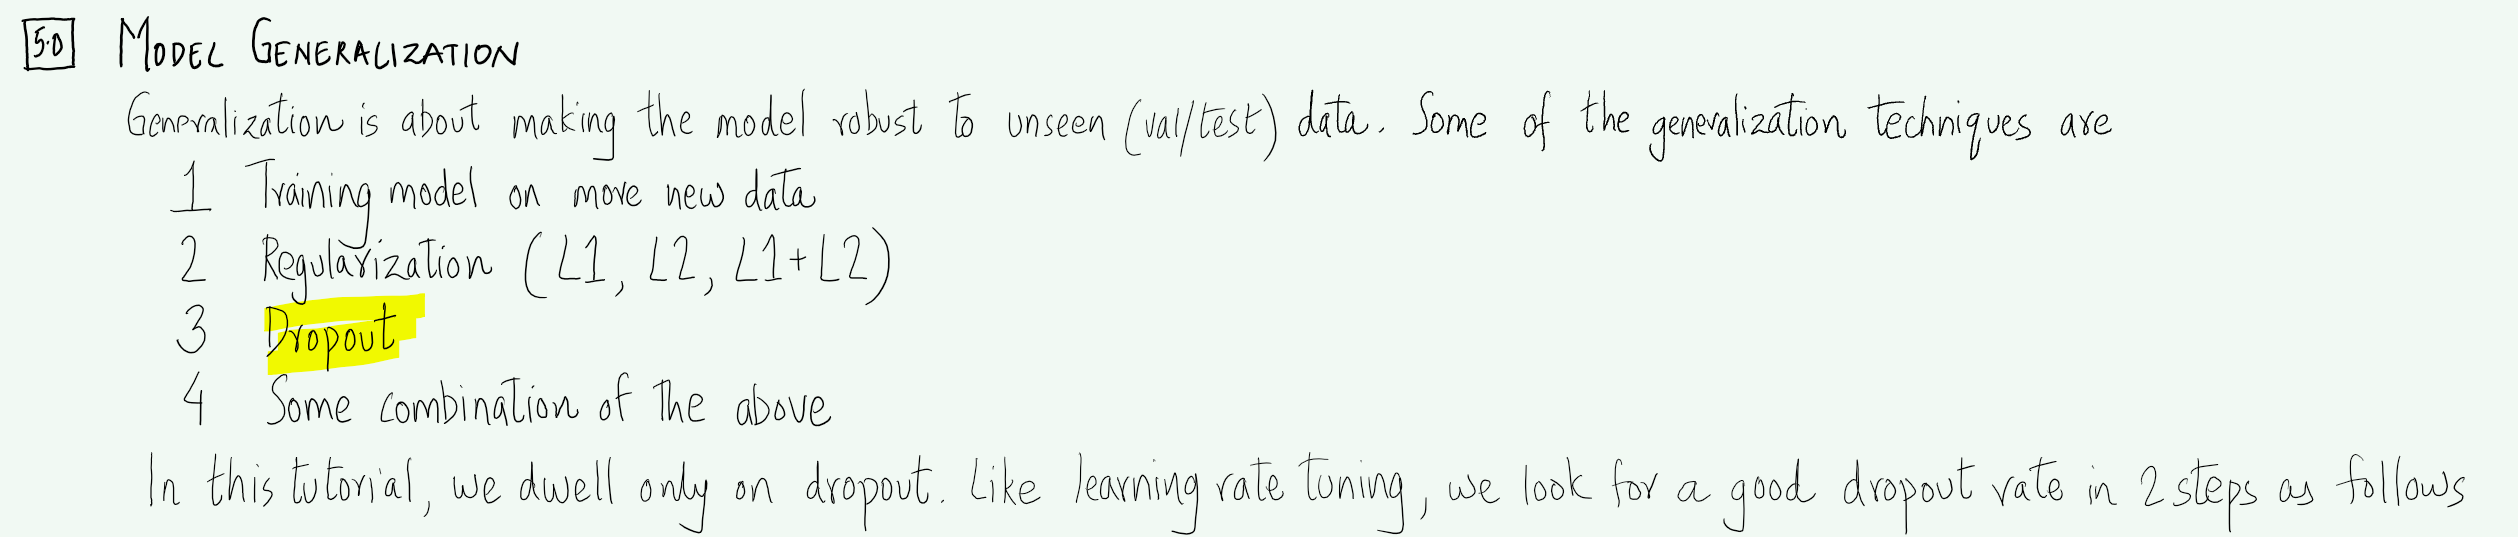 5.0 MODEL GENERALIZATION
Generalization is about making the model robust to unseen (val/test) data. Some of the generalization techniques are
1 Training model on more new data
2 Regularization (L1, L2, L1+L2)
3 Dropout
4 Some combination of the above
In this tutorial, we dwell only on dropout. Like learning rate tuning, we look for a good dropout rate in 2 steps as follows